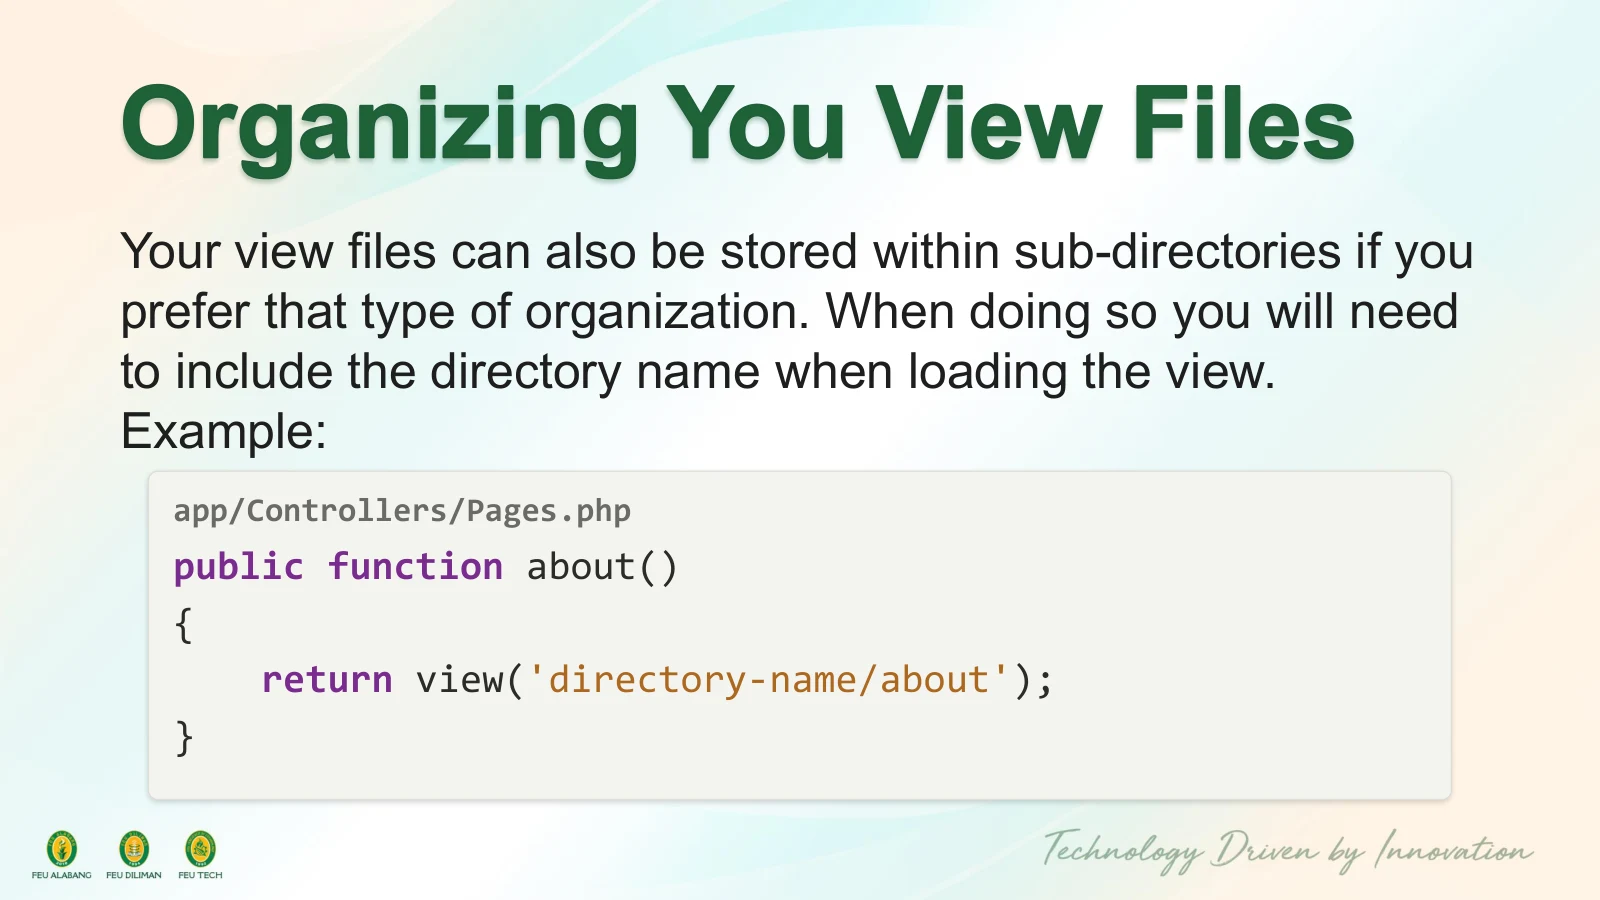 Organizing You View Files
Your view files can also be stored within sub-directories if you
prefer that type of organization. When doing so you will need
to include the directory name when loading the view.
Example:
app/Controllers/Pages.php
public function about()
{
    return view('directory-name/about');
}
FEU ALABANG FEU DILIMAN FEU TECH
Technology Driven by Innovation